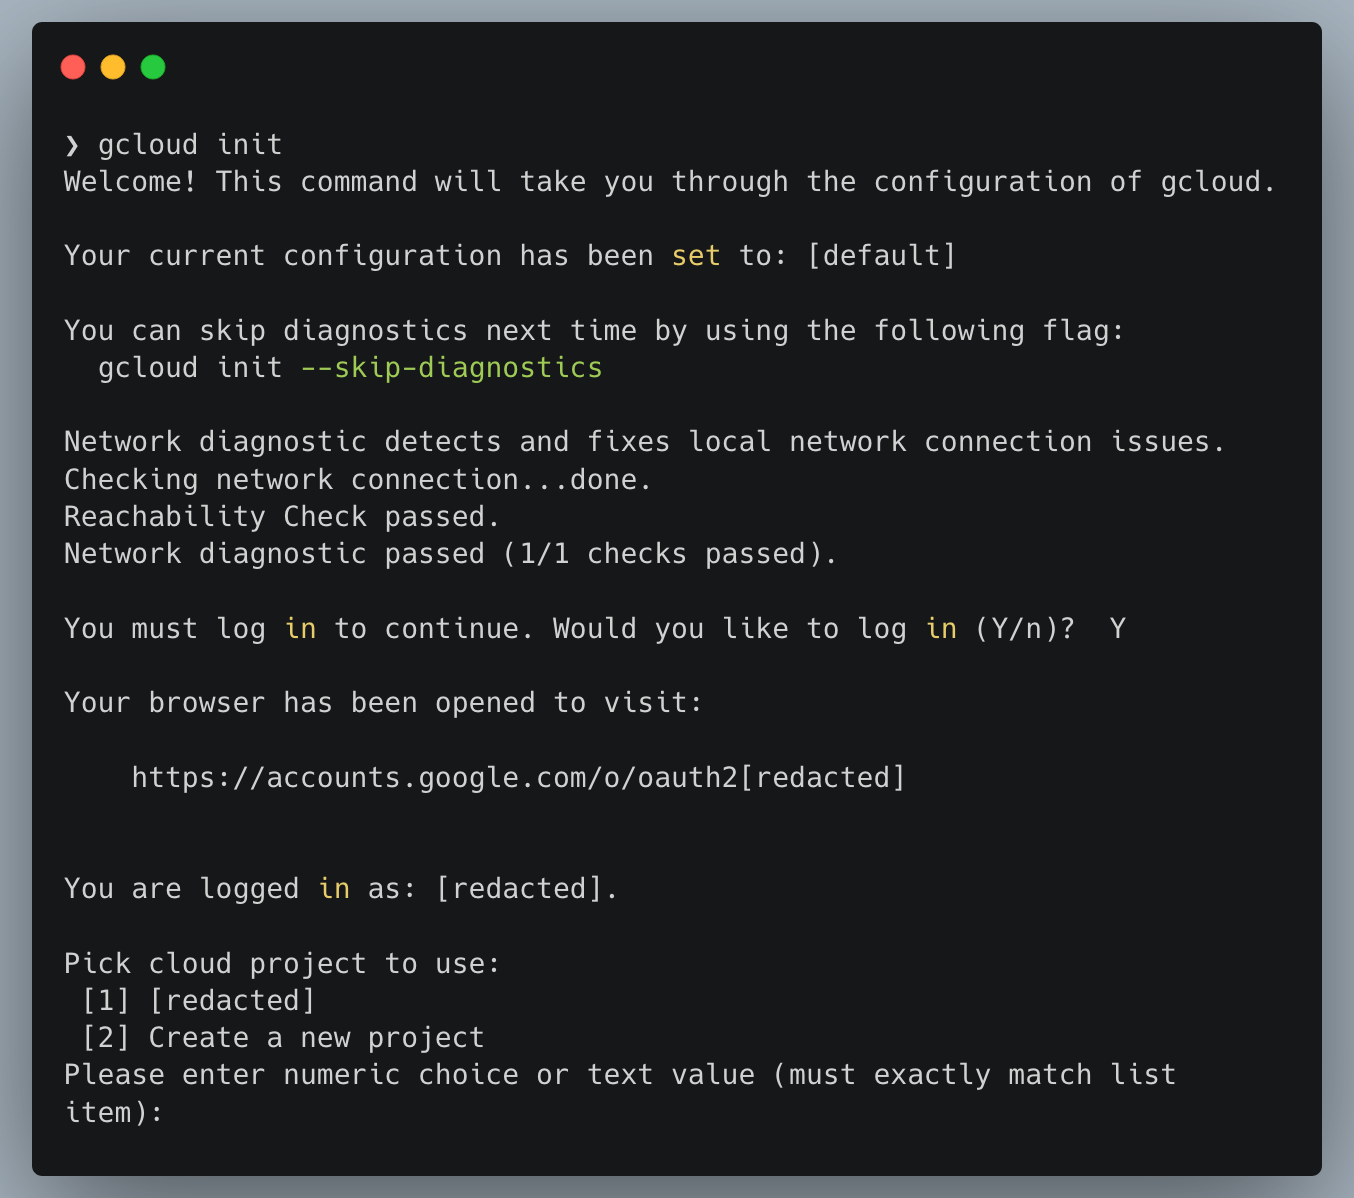 ❯ gcloud init
Welcome! This command will take you through the configuration of gcloud.
Your current configuration has been set to: [default]
You can skip diagnostics next time by using the following flag:
gcloud init --skip-diagnostics
Network diagnostic detects and fixes local network connection issues.
Checking network connection...done.
Reachability Check passed.
Network diagnostic passed (1/1 checks passed).
You must log in to continue. Would you like to log in (Y/n)?  Y
Your browser has been opened to visit:
https://accounts.google.com/o/oauth2[redacted]
You are logged in as: [redacted].
Pick cloud project to use:
[1] [redacted]
[2] Create a new project
Please enter numeric choice or text value (must exactly match list
item):